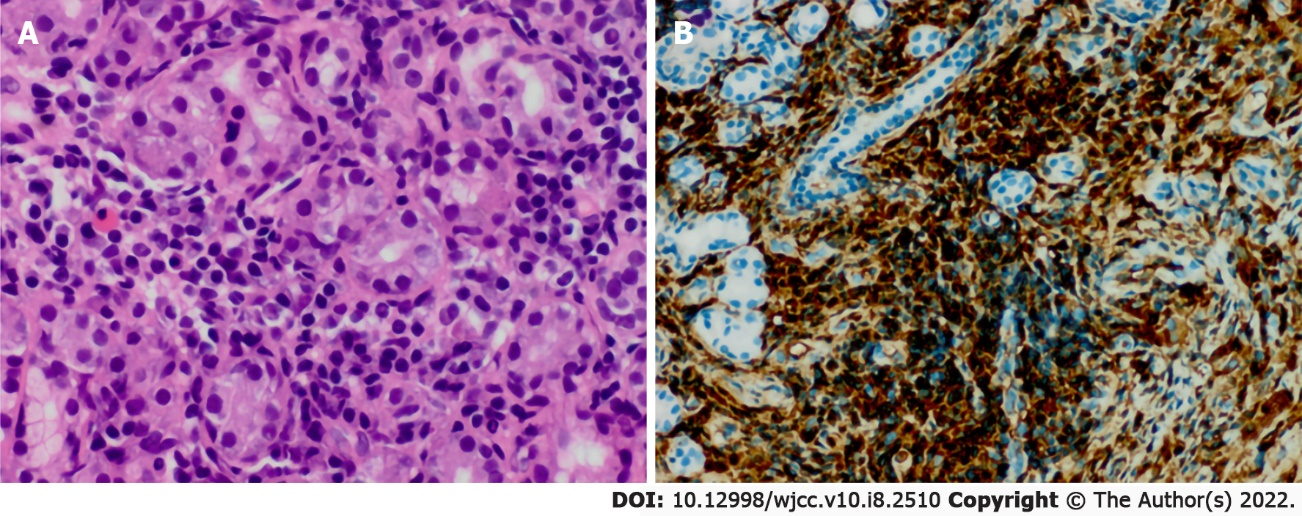 A
B
DOI: 10.12998/wjcc.v10.i8.2510 Copyright © The Author(s) 2022.